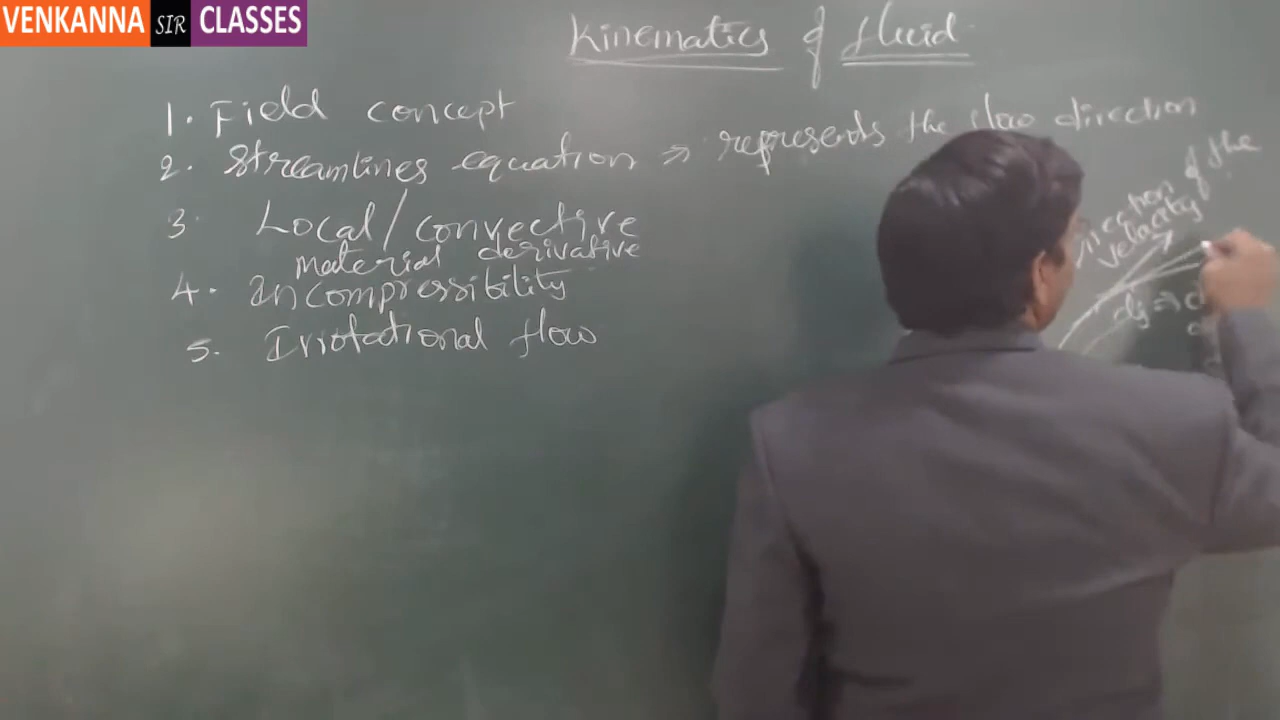 VENKANNA SIR CLASSES
Kinematics of fluid
1. Field concept
2. Streamlines equation ⇒ represents the flow direction
3. Local/convective
material derivative
4. Incompressibility
5. Irrotational flow
of the
velocity